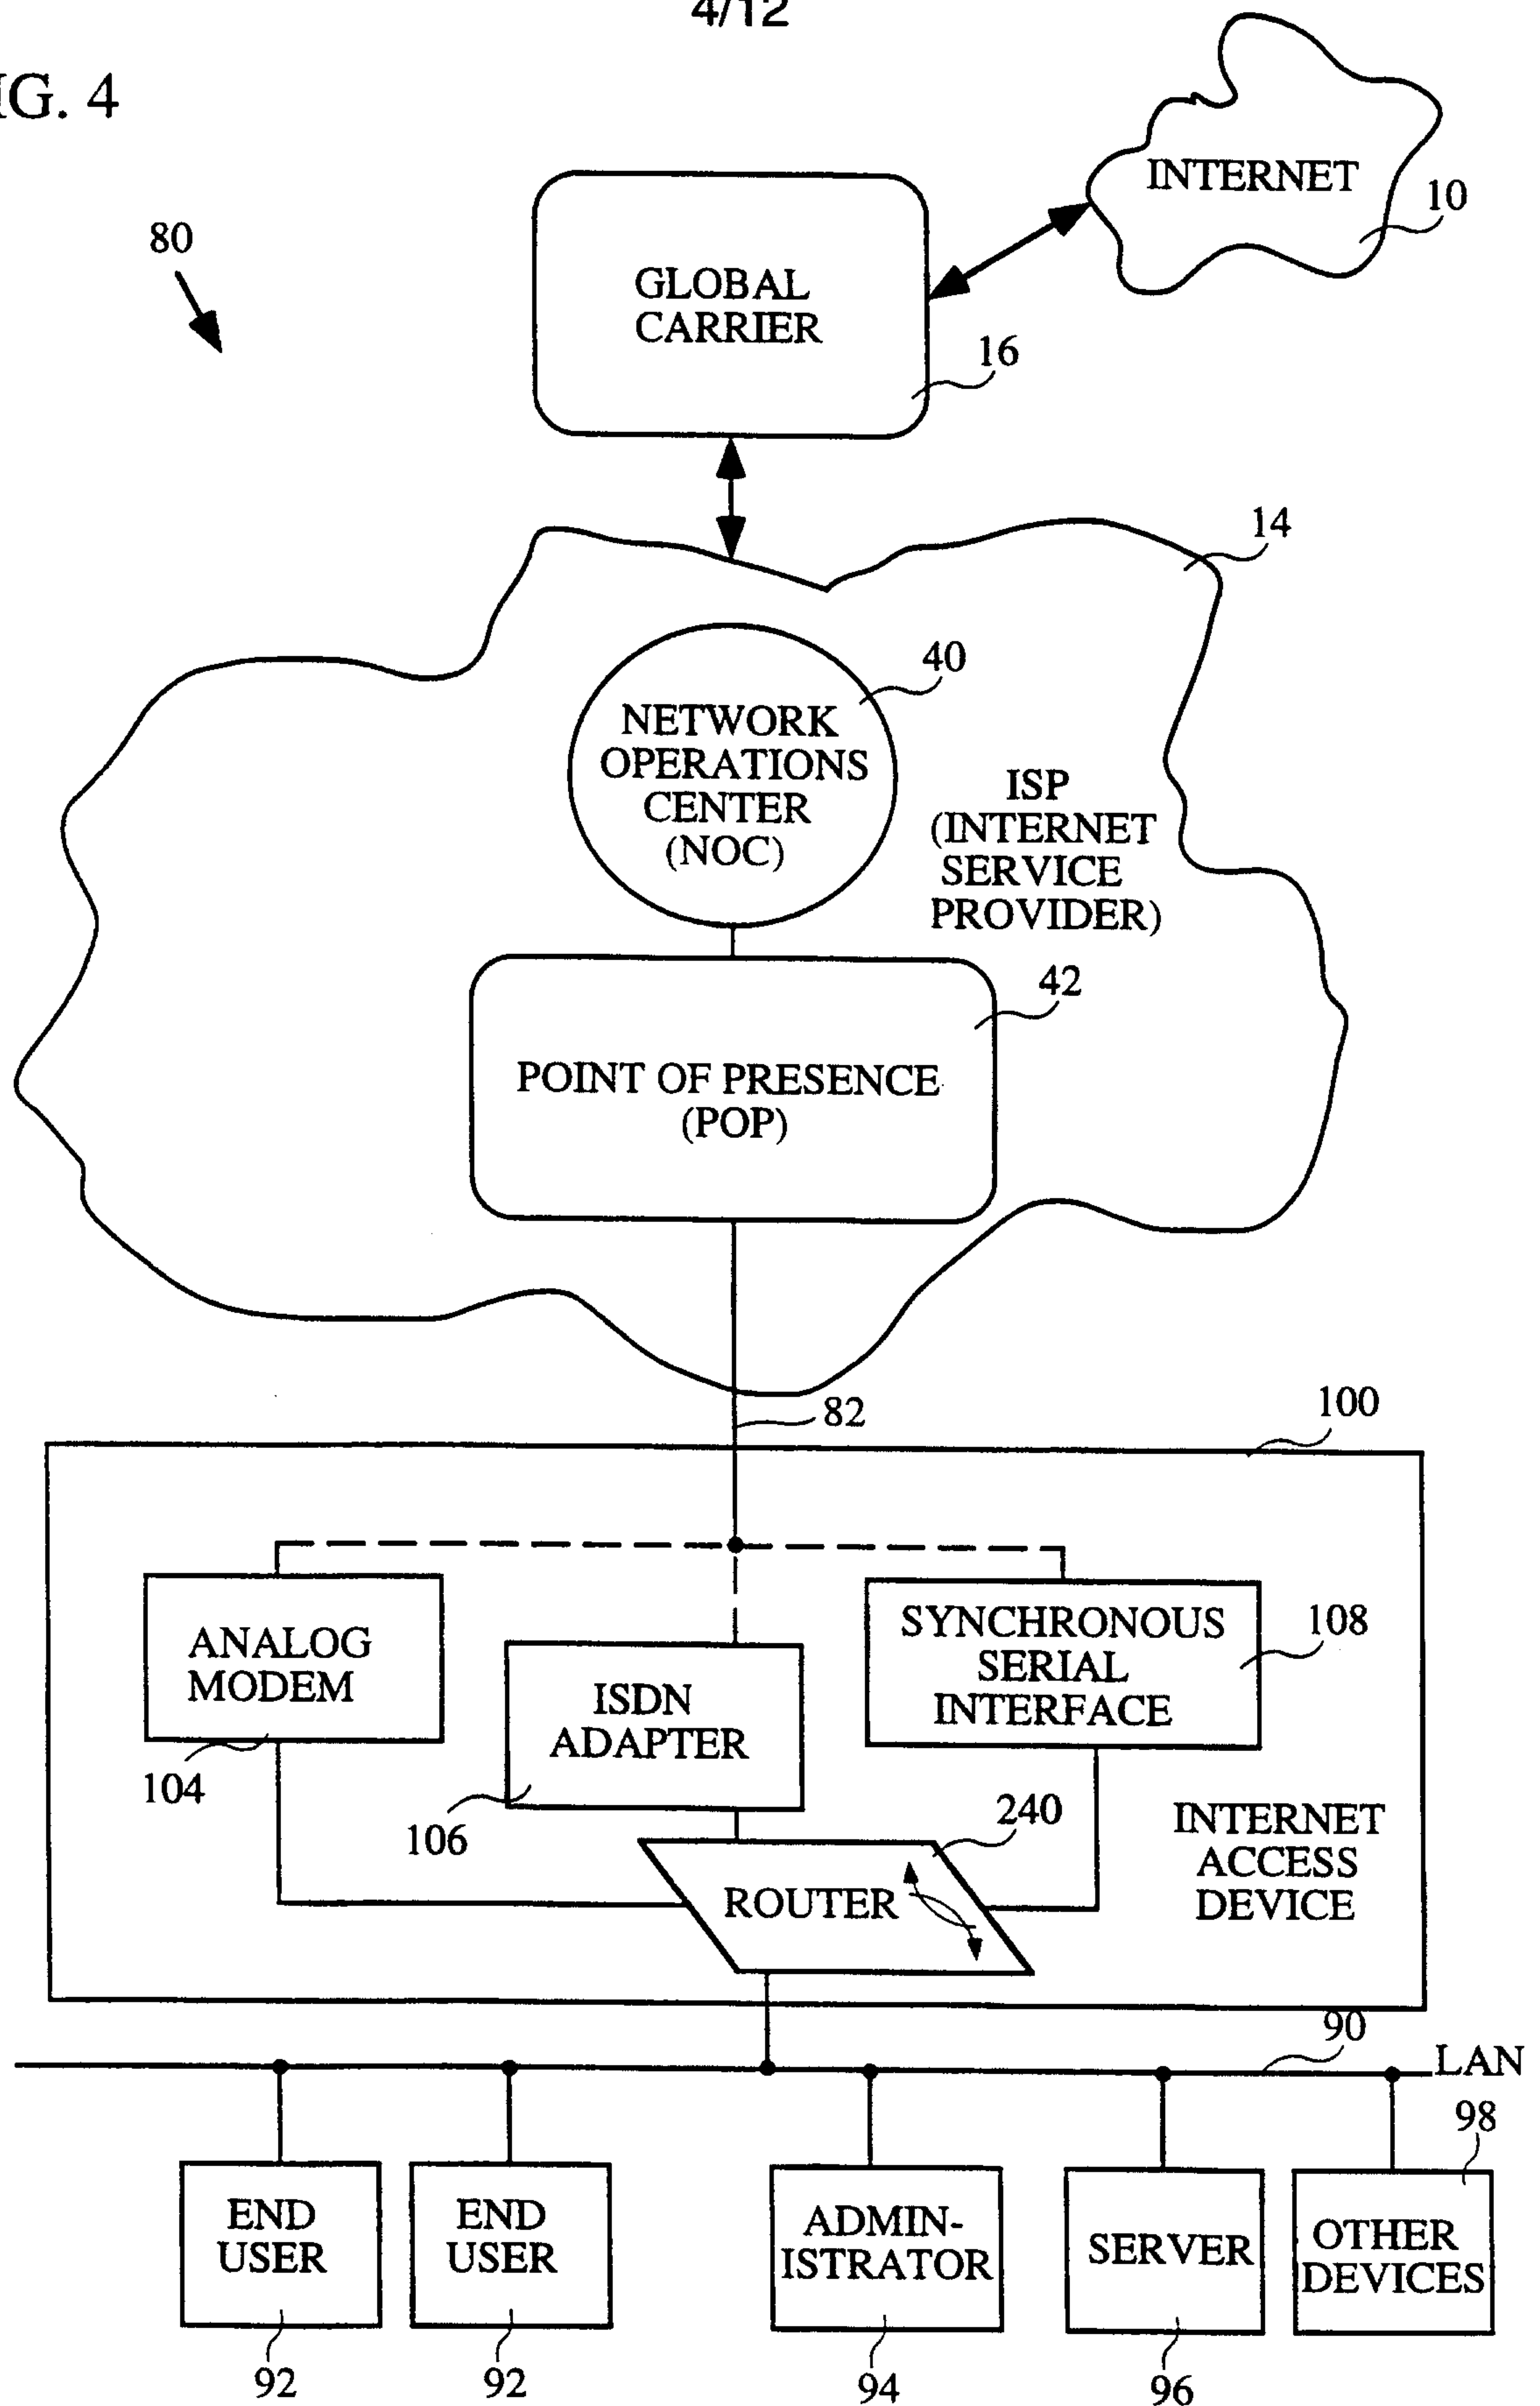 4/12
IG. 4
INTERNET
10
80
GLOBAL
CARRIER
16
14
40
NETWORK
OPERATIONS
CENTER
(NOC)
ISP
(INTERNET
SERVICE
PROVIDER)
42
POINT OF PRESENCE
(POP)
82
100
ANALOG
MODEM
104
ISDN
ADAPTER
106
SYNCHRONOUS
SERIAL
INTERFACE
108
240
ROUTER
INTERNET
ACCESS
DEVICE
90
LAN
98
END
USER
END
USER
ADMIN-
ISTRATOR
SERVER
OTHER
DEVICES
92
92
94
96